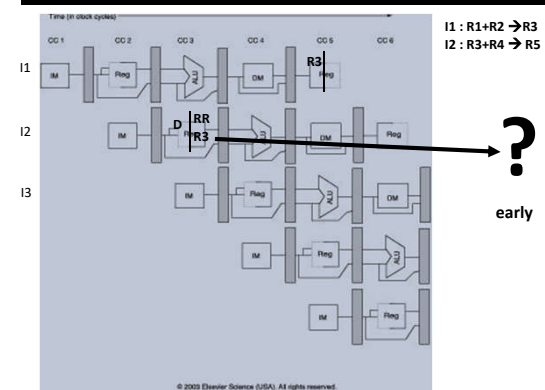 Time (in clock cycles)
I1 : R1+R2 → R3
I2 : R3+R4 → R5
CC 1 CC 2 CC 3 CC 4 CC 5 CC 6
I1 IM Reg ALU DM R3 Reg
I2 IM D Reg RR R3 ALU DM Reg
?
early
I3 IM Reg ALU DM
IM Reg ALU
IM Reg
© 2003 Elsevier Science (USA). All rights reserved.